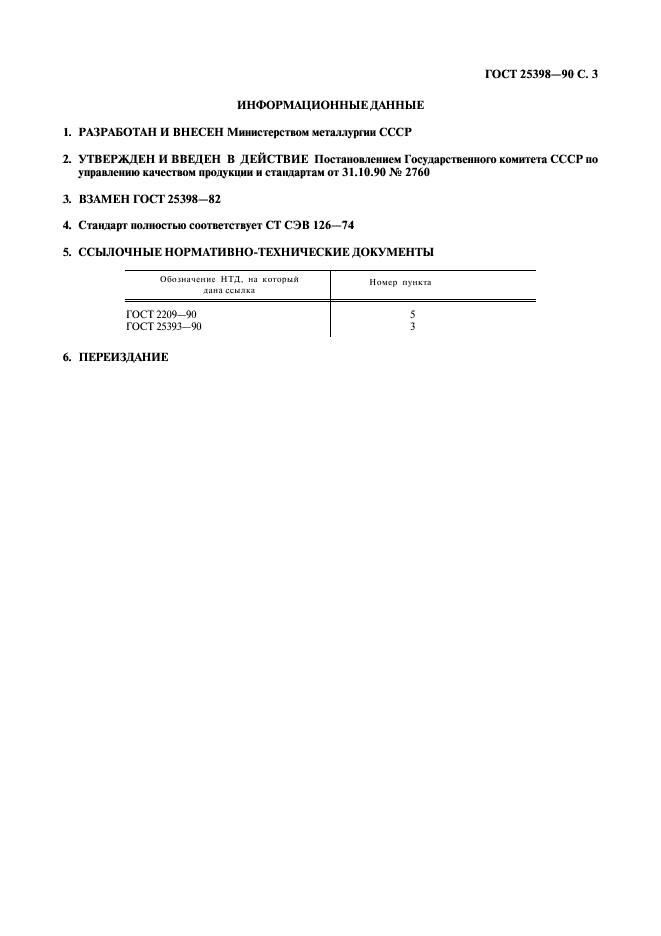 ГОСТ 25398—90 С. 3
ИНФОРМАЦИОННЫЕ ДАННЫЕ
1. РАЗРАБОТАН И ВНЕСЕН Министерством металлургии СССР
2. УТВЕРЖДЕН И ВВЕДЕН В ДЕЙСТВИЕ Постановлением Государственного комитета СССР по
управлению качеством продукции и стандартам от 31.10.90 № 2760
3. ВЗАМЕН ГОСТ 25398—82
4. Стандарт полностью соответствует СТ СЭВ 126—74
5. ССЫЛОЧНЫЕ НОРМАТИВНО-ТЕХНИЧЕСКИЕ ДОКУМЕНТЫ
Обозначение НТД, на который
дана ссылка
Номер пункта
ГОСТ 2209—90 5
ГОСТ 25393—90 3
6. ПЕРЕИЗДАНИЕ